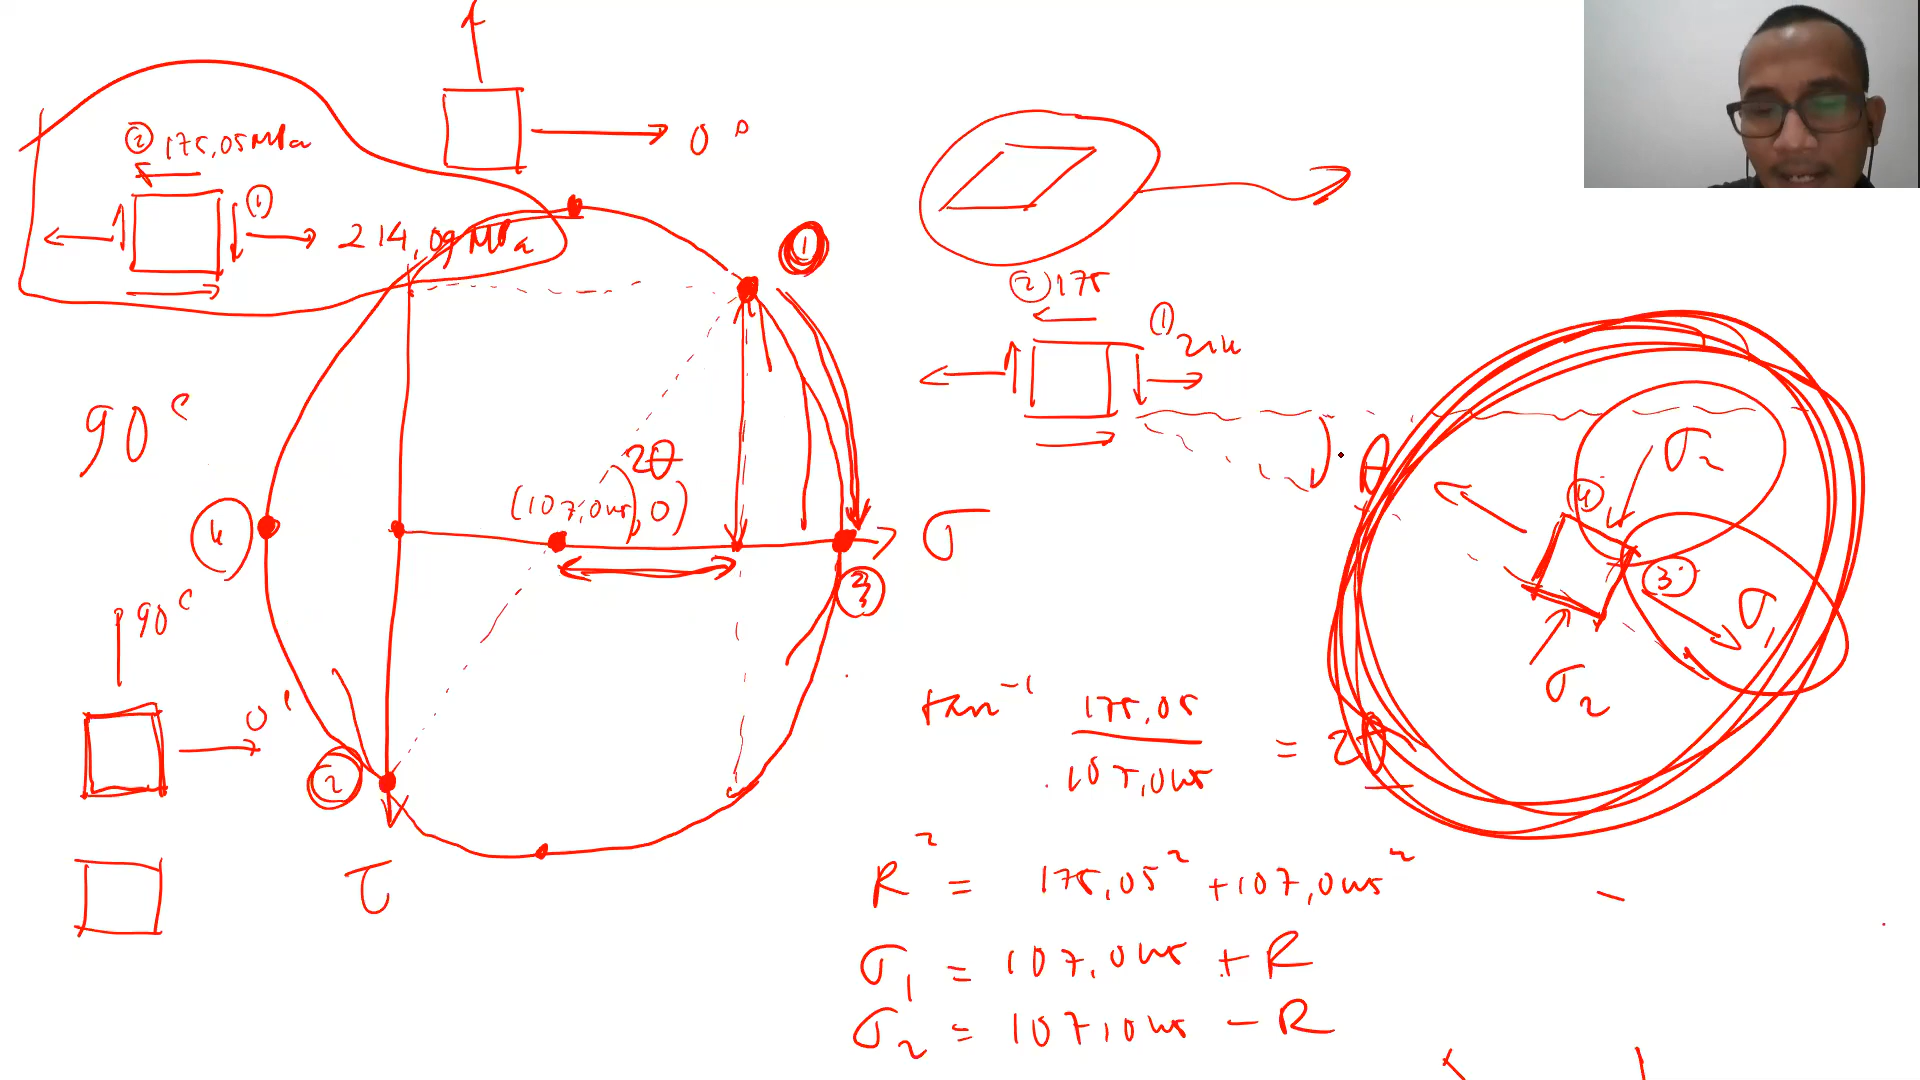 ② 175,05 MPa
①
214,09 MPa
0°
①
90°
2θ
(107,045, 0)
σ
④
③
90°
0°
②
τ
② 175
① 214
θ
σ2
④
③
σ1
σ2
tan⁻¹ 175,05 / 107,045 = 2θ
R² = 175,05² + 107,045²
σ1 = 107,045 + R
σ2 = 107,045 - R